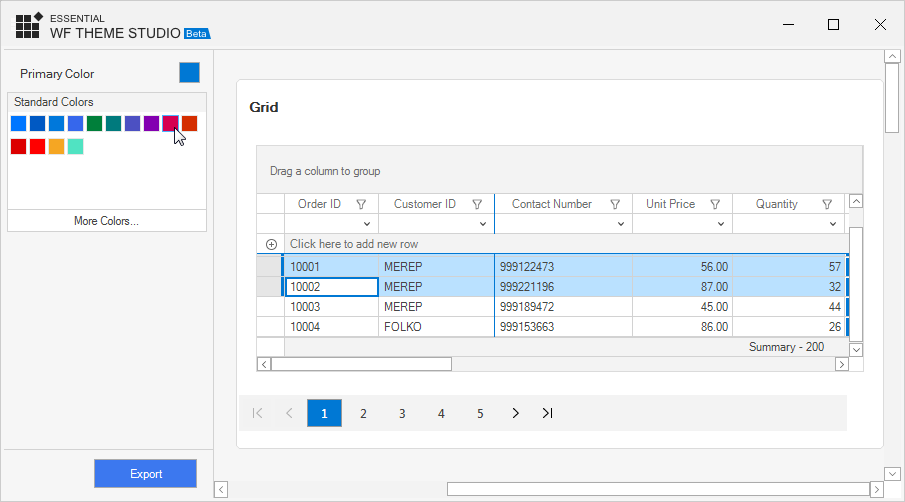 ESSENTIAL
WF THEME STUDIO Beta
Primary Color
Standard Colors
More Colors...
Export
Grid
Drag a column to group
Order ID Customer ID Contact Number Unit Price Quantity
Click here to add new row
10001 MEREP 999122473 56.00 57
10002 MEREP 999221196 87.00 32
10003 MEREP 999189472 45.00 44
10004 FOLKO 999153663 86.00 26
Summary - 200
1 2 3 4 5